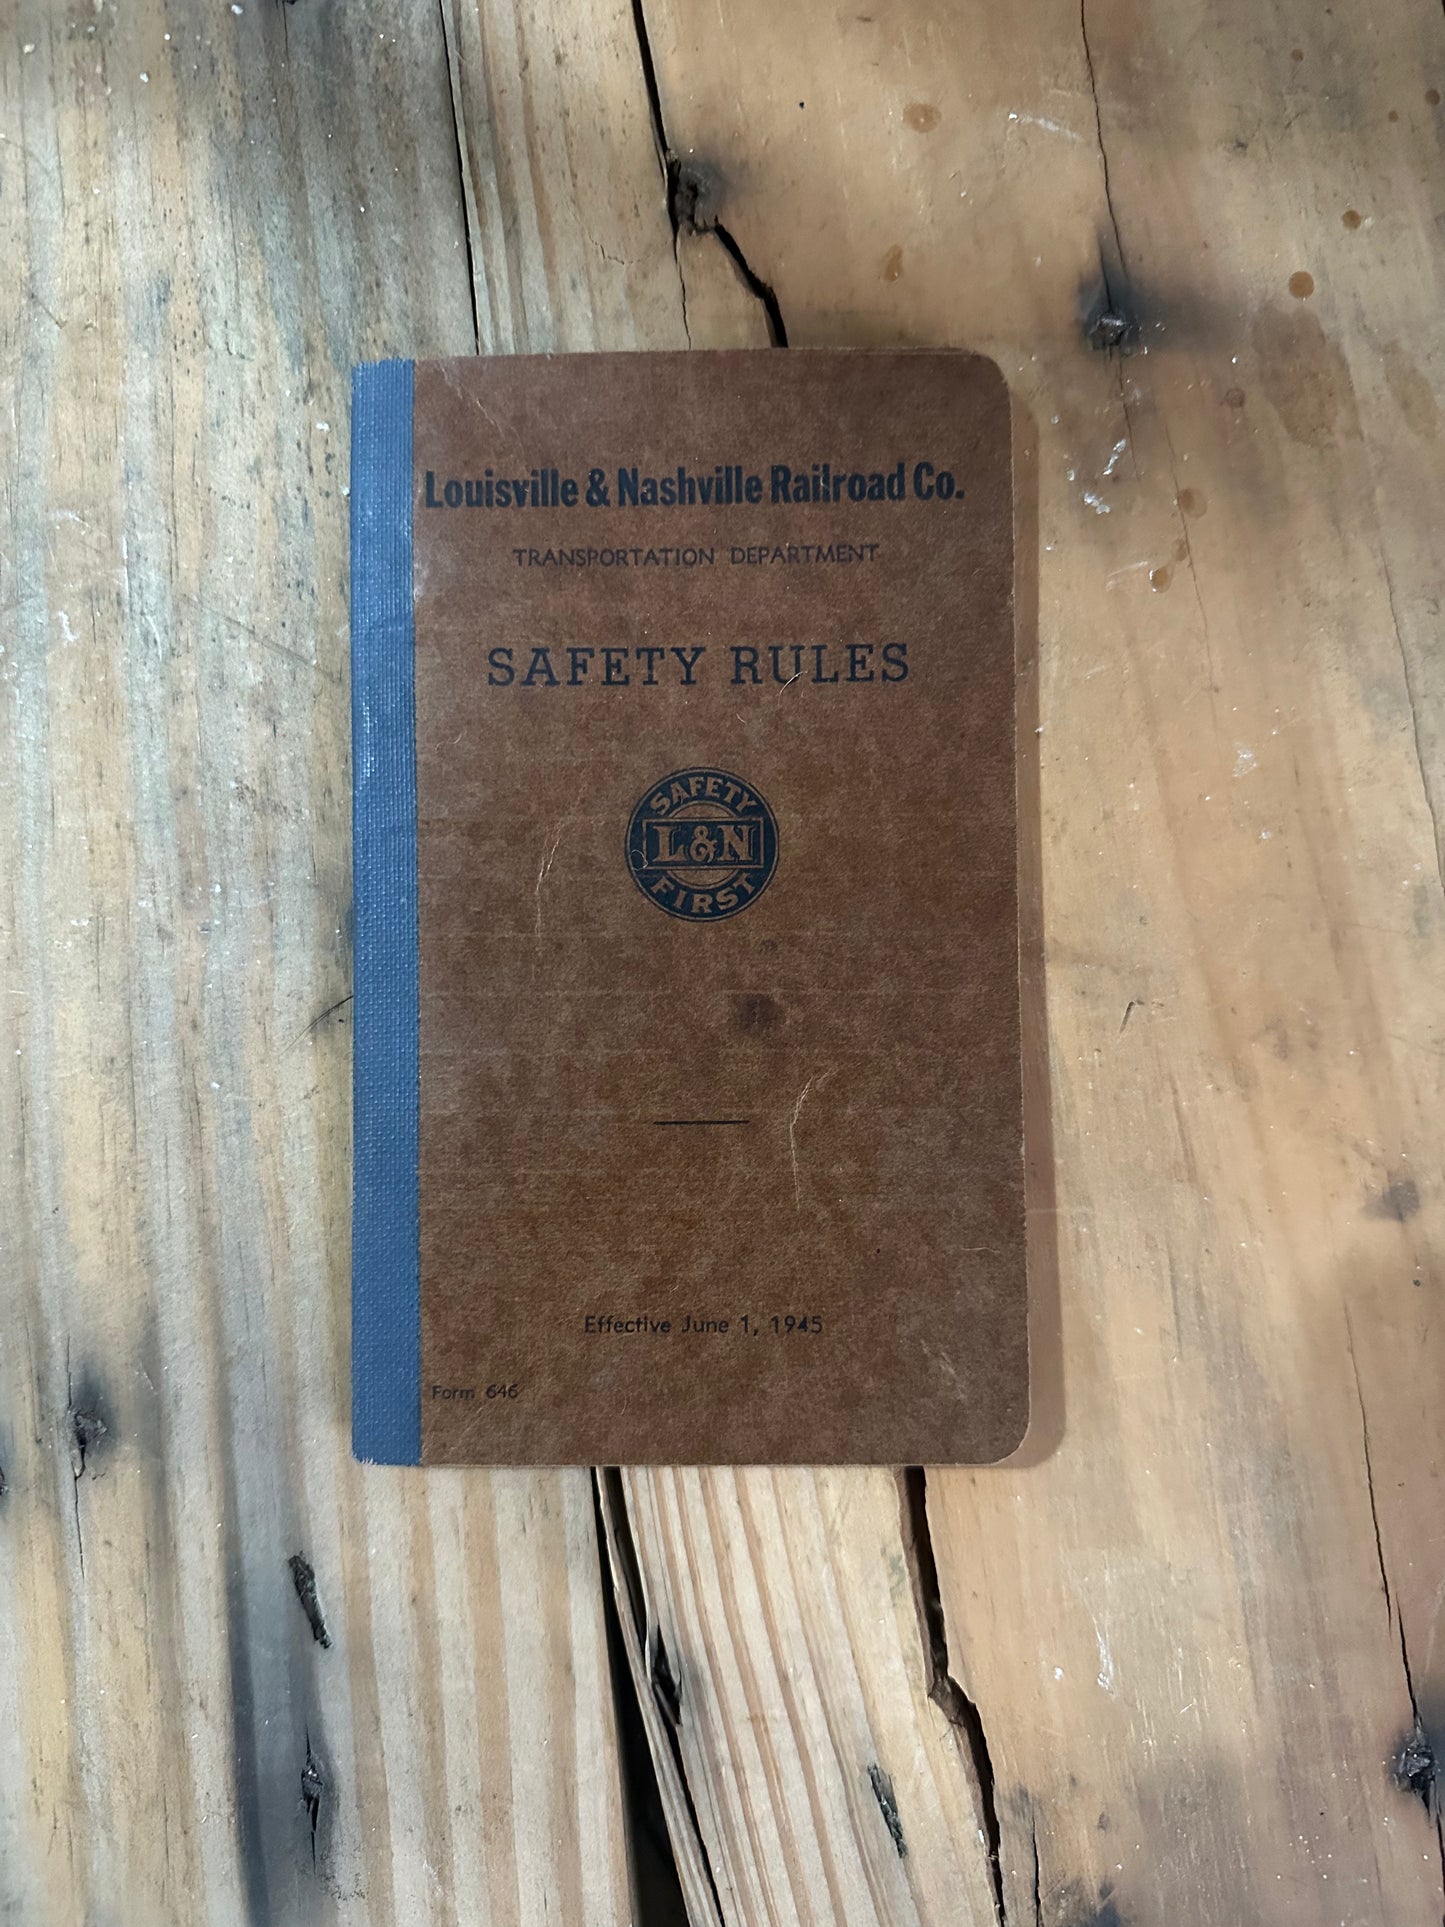 Louisville & Nashville Railroad Co.
TRANSPORTATION DEPARTMENT
SAFETY RULES
SAFETY
L&N
FIRST
Effective June 1, 1945
Form 646